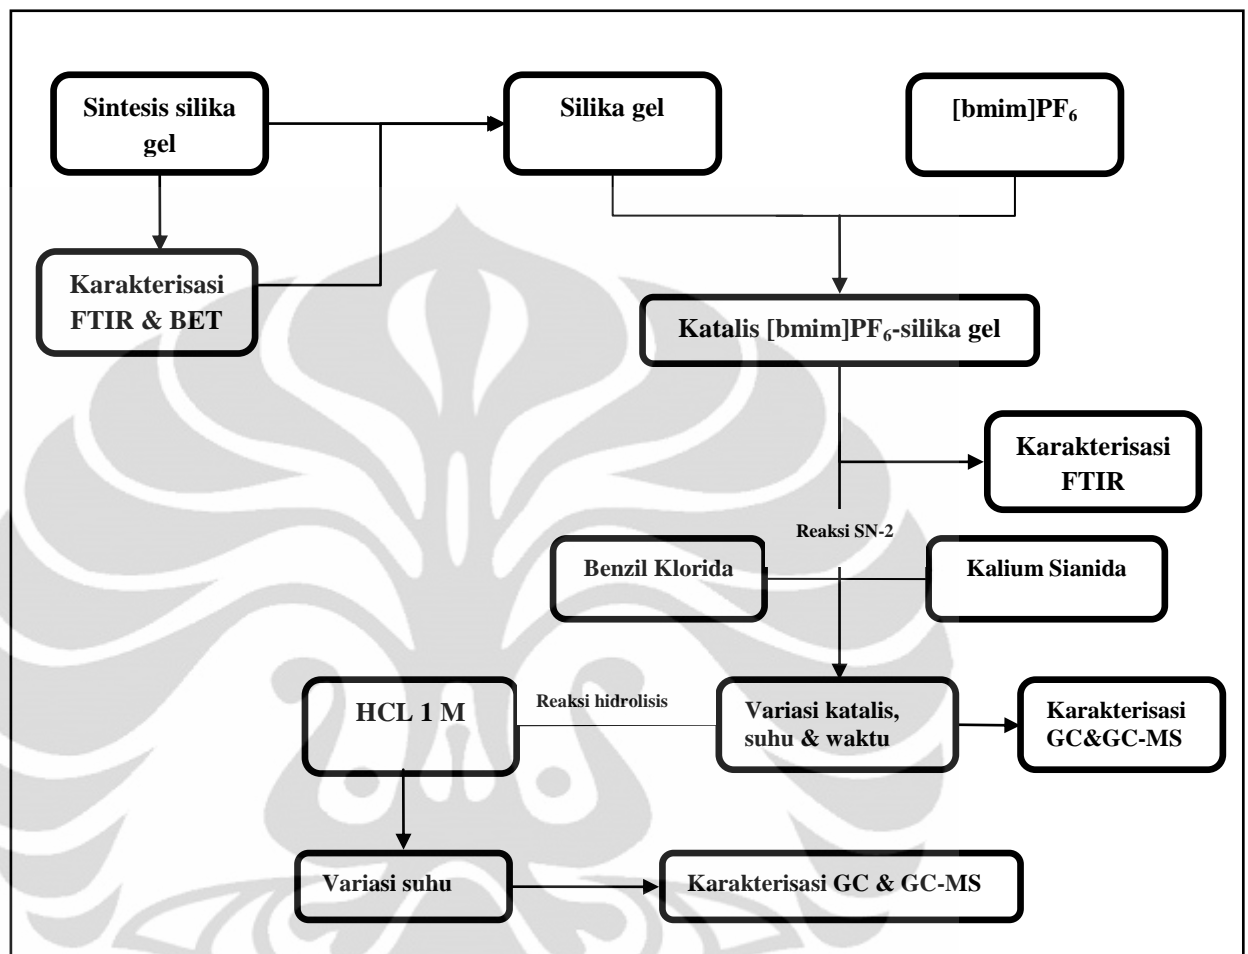 Sintesis silika
gel
Silika gel
[bmim]PF₆
Karakterisasi
FTIR & BET
Katalis [bmim]PF₆-silika gel
Karakterisasi
FTIR
Reaksi SN-2
Benzil Klorida
Kalium Sianida
HCL 1 M
Reaksi hidrolisis
Variasi katalis,
suhu & waktu
Karakterisasi
GC&GC-MS
Variasi suhu
Karakterisasi GC & GC-MS